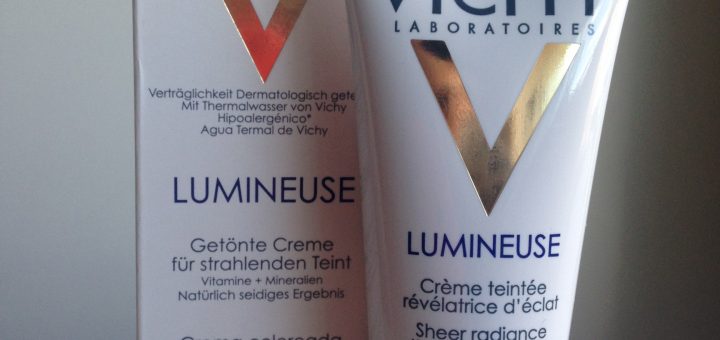 Verträglichkeit Dermatologisch gete
Mit Thermalwasser von Vichy
Hipoalergénico*
Agua Termal de Vichy
LUMINEUSE
Getönte Creme
für strahlenden Teint
Vitamine + Mineralien
Natürlich seidiges Ergebnis
VICHY
LABORATOIRES
LUMINEUSE
Crème teintée
révélatrice d'éclat
Sheer radiance